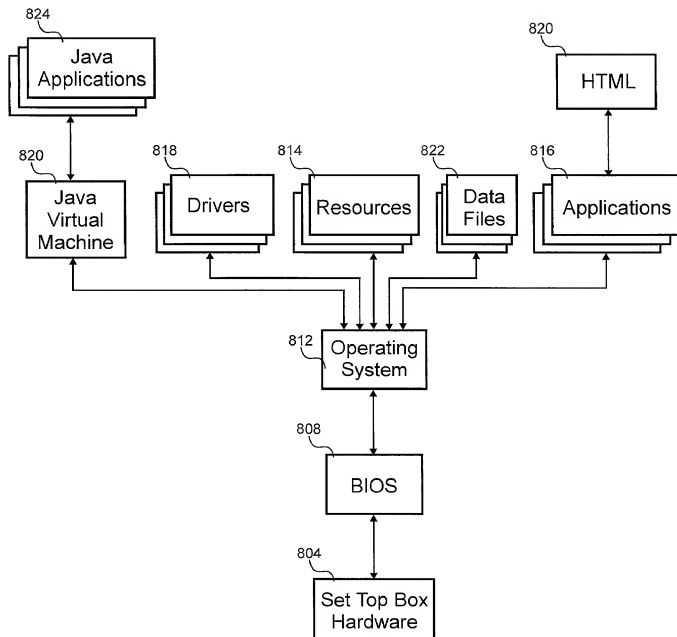 824
Java
Applications
820
HTML
820
Java
Virtual
Machine
818
Drivers
814
Resources
822
Data
Files
816
Applications
812
Operating
System
808
BIOS
804
Set Top Box
Hardware